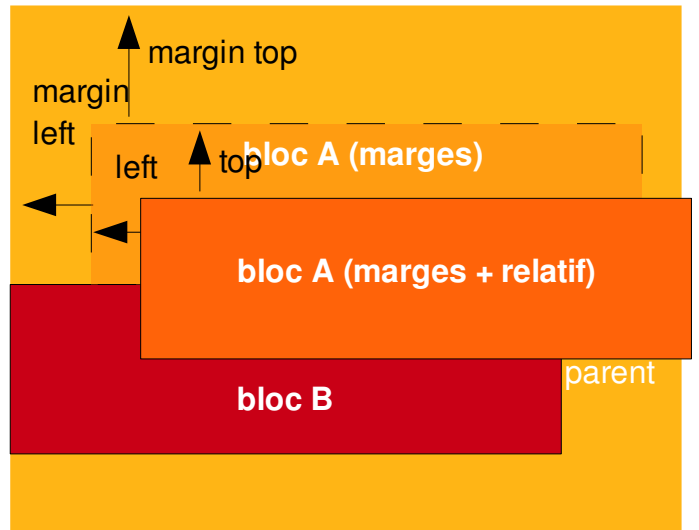 margin top
margin
left
bloc A (marges)
left
top
bloc A (marges + relatif)
parent
bloc B